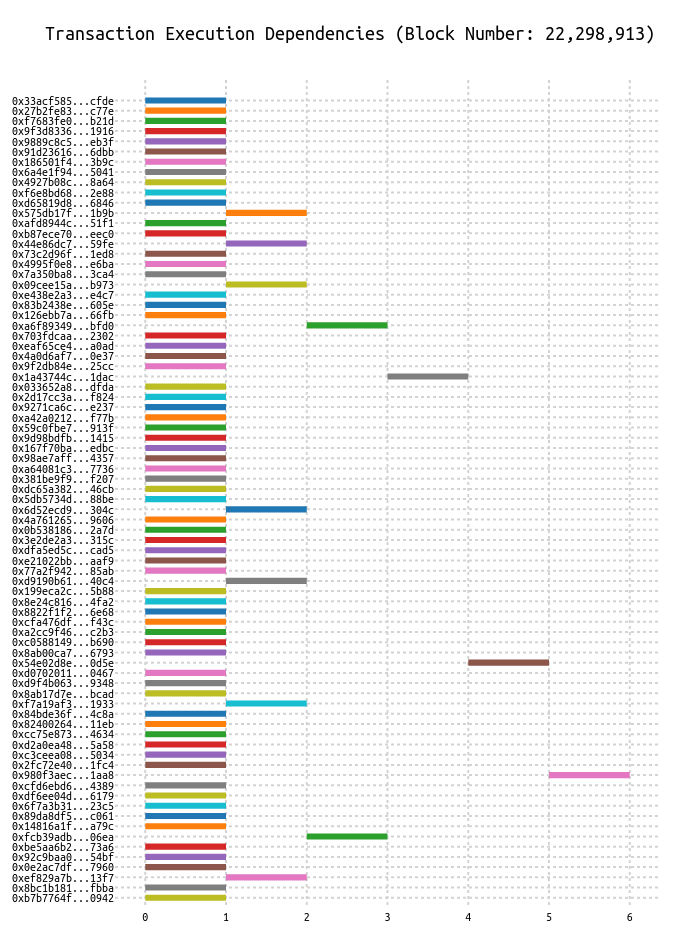 Transaction Execution Dependencies (Block Number: 22,298,913)
0x33acf585...cfde
0x27b2fe83...c77e
0xf7683fe0...b21d
0x9f3d8336...1916
0x9889c8c5...eb3f
0x91d23616...6dbb
0x186501f4...3b9c
0x6a4e1f94...5041
0x4927b08c...8a64
0xf6e8bd68...2e88
0xd65819d8...6846
0x575db17f...1b9b
0xafd8944c...51f1
0xb87ece70...eec0
0x44e86dc7...59fe
0x73c2d96f...1ed8
0x4995f0e8...e6ba
0x7a350ba8...3ca4
0x09cee15a...b973
0xe438e2a3...e4c7
0x83b2438e...605e
0x126ebb7a...66fb
0xa6f89349...bfd0
0x703fdcaa...2302
0xeaf65ce4...a0ad
0x4a0d6af7...0e37
0x9f2db84e...25cc
0x1a43744c...1dac
0x033652a8...dfda
0x2d17cc3a...f824
0x9271ca6c...e237
0xa42a0212...f77b
0x59c0fbe7...913f
0x9d98bdfb...1415
0x167f70ba...edbc
0x98ae7aff...4357
0xa64081c3...7736
0x381be9f9...f207
0xdc65a382...46cb
0x5db5734d...88be
0x6d52ecd9...304c
0x4a761265...9606
0x0b538186...2a7d
0x3e2de2a3...315c
0xdfa5ed5c...cad5
0xe21022bb...aaf9
0x77a2f942...85ab
0xd9190b61...40c4
0x199eca2c...5b88
0x8e24c816...4fa2
0x8822f1f2...6e68
0xcfa476df...f43c
0xa2cc9f46...c2b3
0xc0588149...b690
0x8ab00ca7...6793
0x54e02d8e...0d5e
0xd0702011...0467
0xd9f4b063...9348
0x8ab17d7e...bcad
0xf7a19af3...1933
0x84bde36f...4c8a
0x82400264...11eb
0xcc75e873...4634
0xd2a0ea48...5a58
0xc3ceea08...5034
0x2fc72e40...1fc4
0x980f3aec...1aa8
0xcfd6ebd6...4389
0xdf6ee04d...6179
0x6f7a3b31...23c5
0x89da8df5...c061
0x14816a1f...a79c
0xfcb39adb...06ea
0xbe5aa6b2...73a6
0x92c9baa0...54bf
0x0e2ac7df...7960
0xef829a7b...13f7
0x8bc1b181...fbba
0xb7b7764f...0942
0 1 2 3 4 5 6